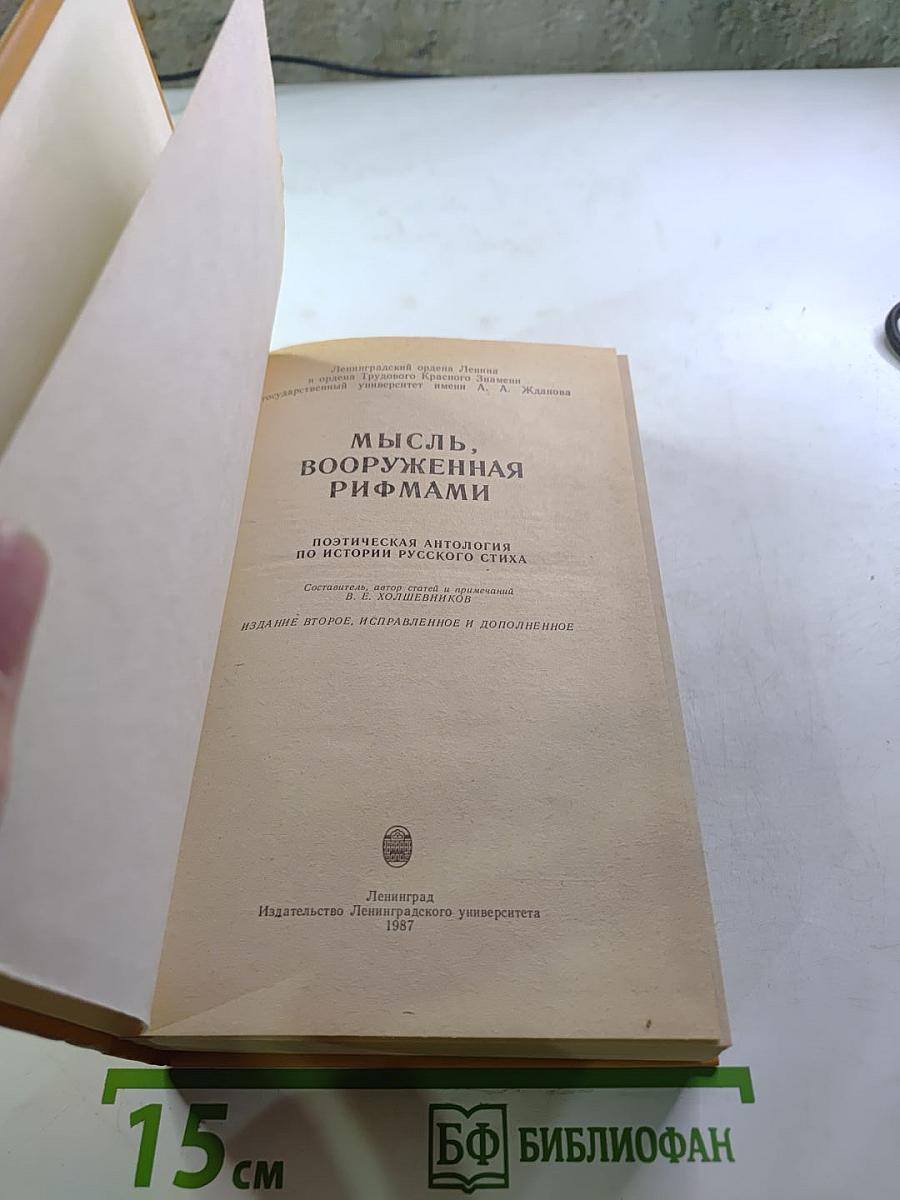 Ленинградский ордена Ленина
и ордена Трудового Красного Знамени
государственный университет имени А. А. Жданова
МЫСЛЬ,
ВООРУЖЕННАЯ
РИФМАМИ
ПОЭТИЧЕСКАЯ АНТОЛОГИЯ
ПО ИСТОРИИ РУССКОГО СТИХА
Составитель, автор статей и примечаний
В. Е. ХОЛШЕВНИКОВ
ИЗДАНИЕ ВТОРОЕ, ИСПРАВЛЕННОЕ И ДОПОЛНЕННОЕ
Ленинград
Издательство Ленинградского университета
1987
15 см
БФ БИБЛИОФАН